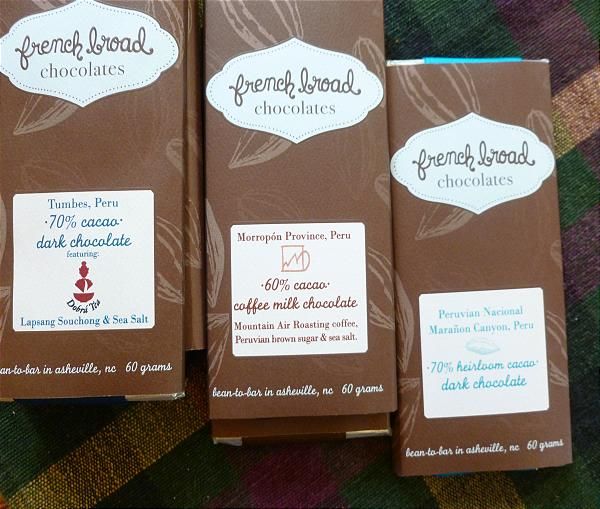 french broad
chocolates
Tumbes, Peru
·70% cacao·
dark chocolate
featuring:
Dobrá Tea
Lapsang Souchong & Sea Salt
an-to-bar in asheville, nc 60 grams
french broad
chocolates
Morropón Province, Peru
·60% cacao·
coffee milk chocolate
Mountain Air Roasting coffee,
Peruvian brown sugar & sea salt.
bean-to-bar in asheville, nc 60 grams
french broad
chocolates
Peruvian Nacional
Marañon Canyon, Peru
·70% heirloom cacao·
dark chocolate
bean-to-bar in asheville, nc 60 grams